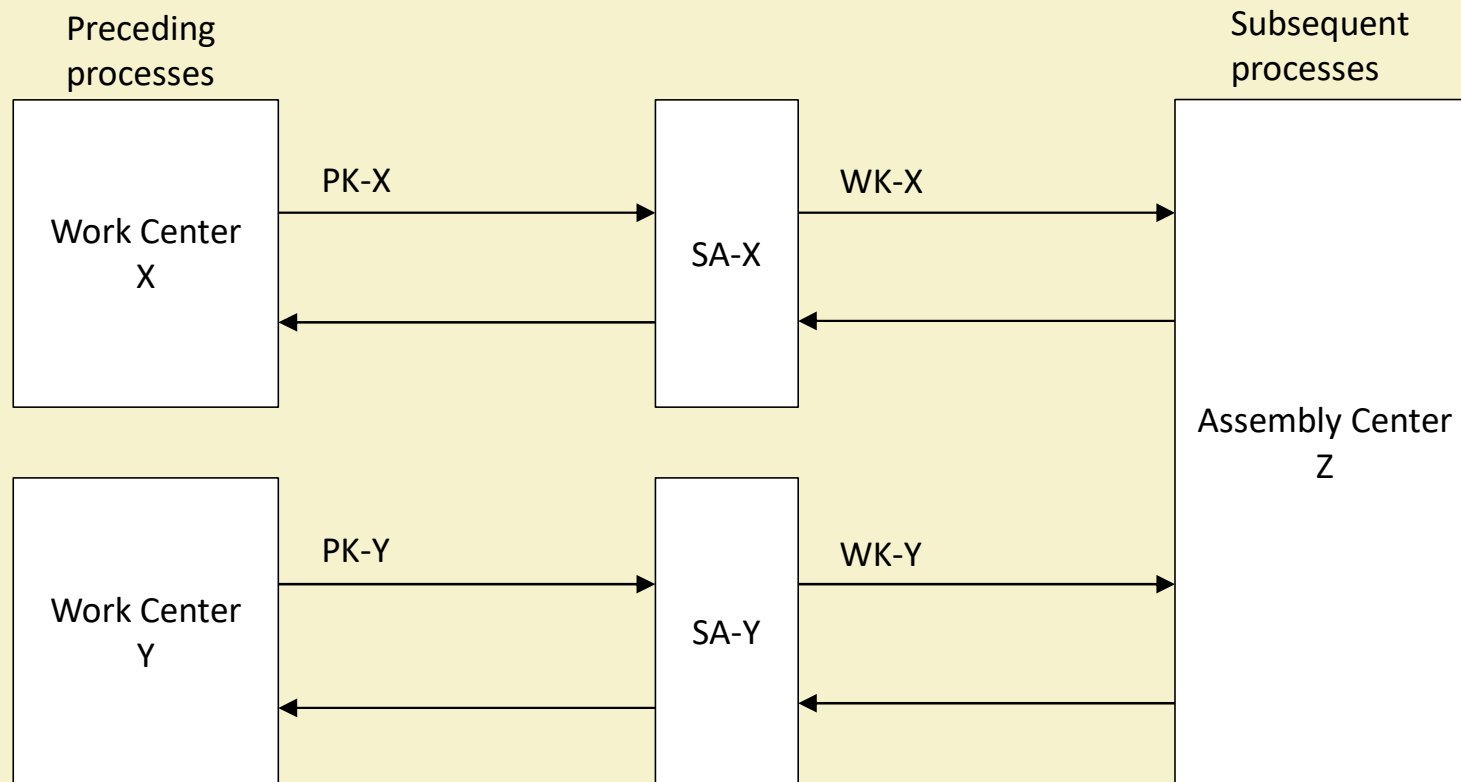 Preceding
processes
Subsequent
processes
PK-X
WK-X
Work Center
X
SA-X
Assembly Center
Z
PK-Y
WK-Y
Work Center
Y
SA-Y